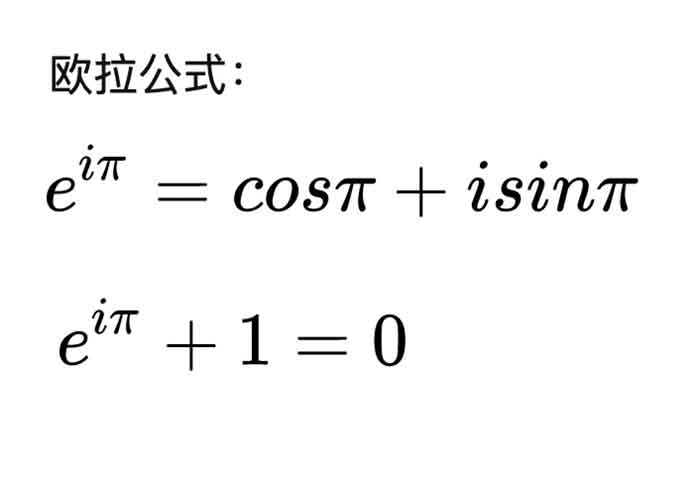 欧拉公式：
e^{iπ} = cosπ + isinπ
e^{iπ} + 1 = 0